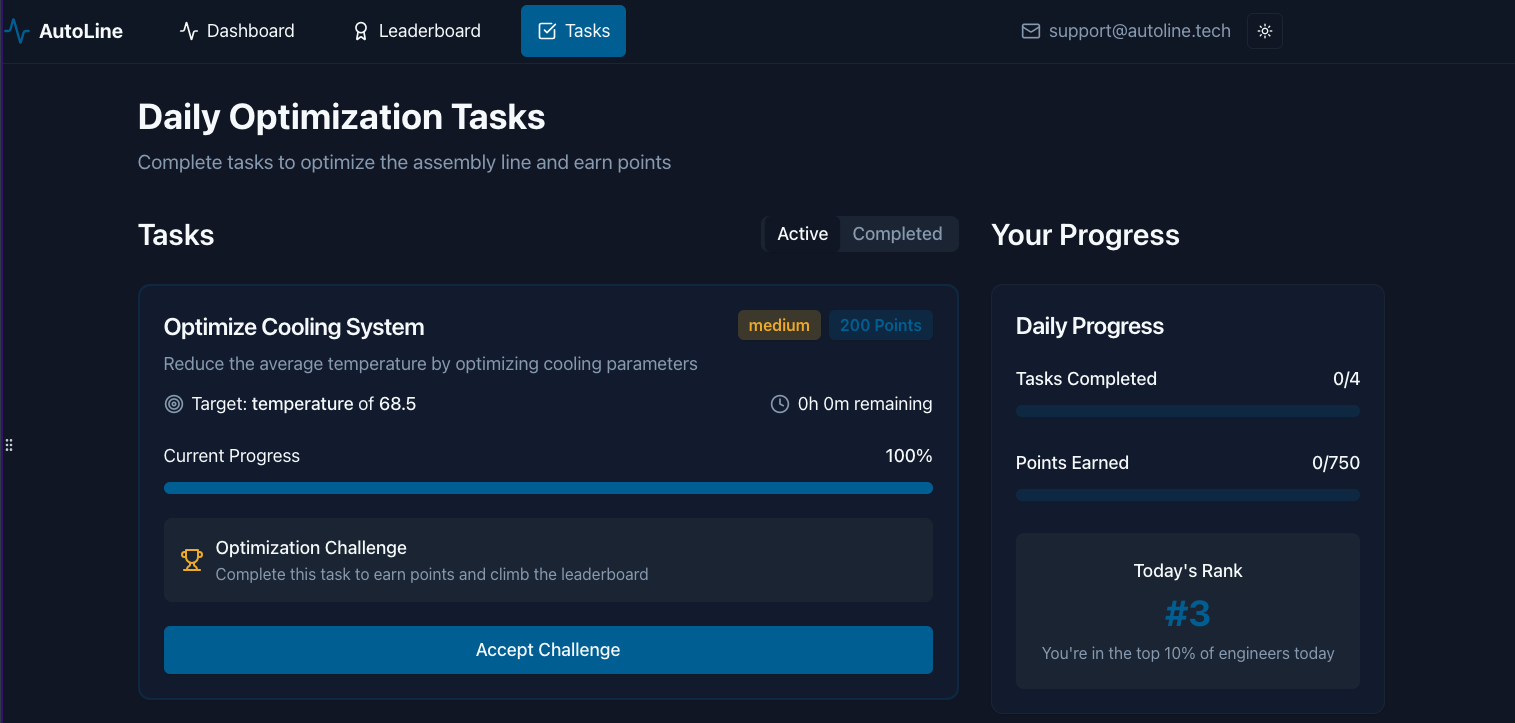 AutoLine
Dashboard
Leaderboard
Tasks
support@autoline.tech
Daily Optimization Tasks
Complete tasks to optimize the assembly line and earn points
Tasks
Active
Completed
Optimize Cooling System
medium
200 Points
Reduce the average temperature by optimizing cooling parameters
Target: temperature of 68.5
0h 0m remaining
Current Progress
100%
Optimization Challenge
Complete this task to earn points and climb the leaderboard
Accept Challenge
Your Progress
Daily Progress
Tasks Completed
0/4
Points Earned
0/750
Today's Rank
#3
You're in the top 10% of engineers today